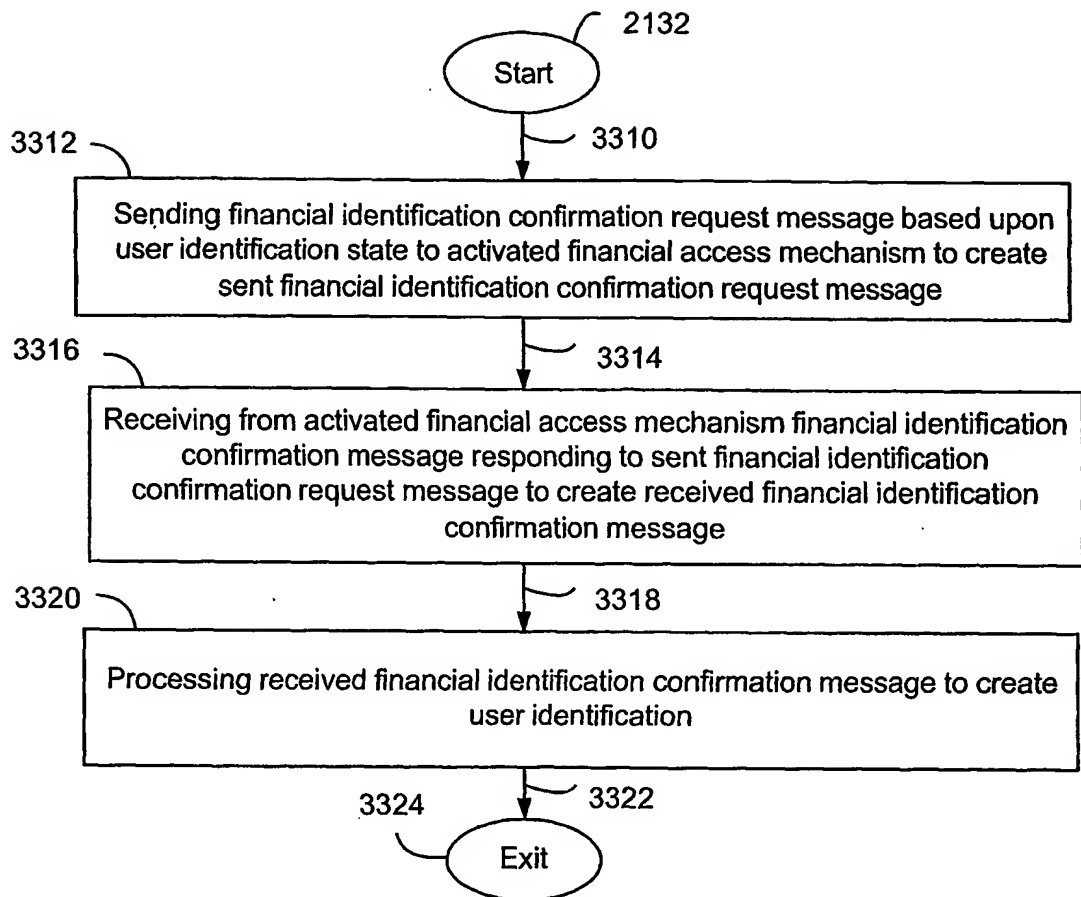 2132
Start
3310
3312
Sending financial identification confirmation request message based upon
user identification state to activated financial access mechanism to create
sent financial identification confirmation request message
3314
3316
Receiving from activated financial access mechanism financial identification
confirmation message responding to sent financial identification
confirmation request message to create received financial identification
confirmation message
3318
3320
Processing received financial identification confirmation message to create
user identification
3322
3324
Exit